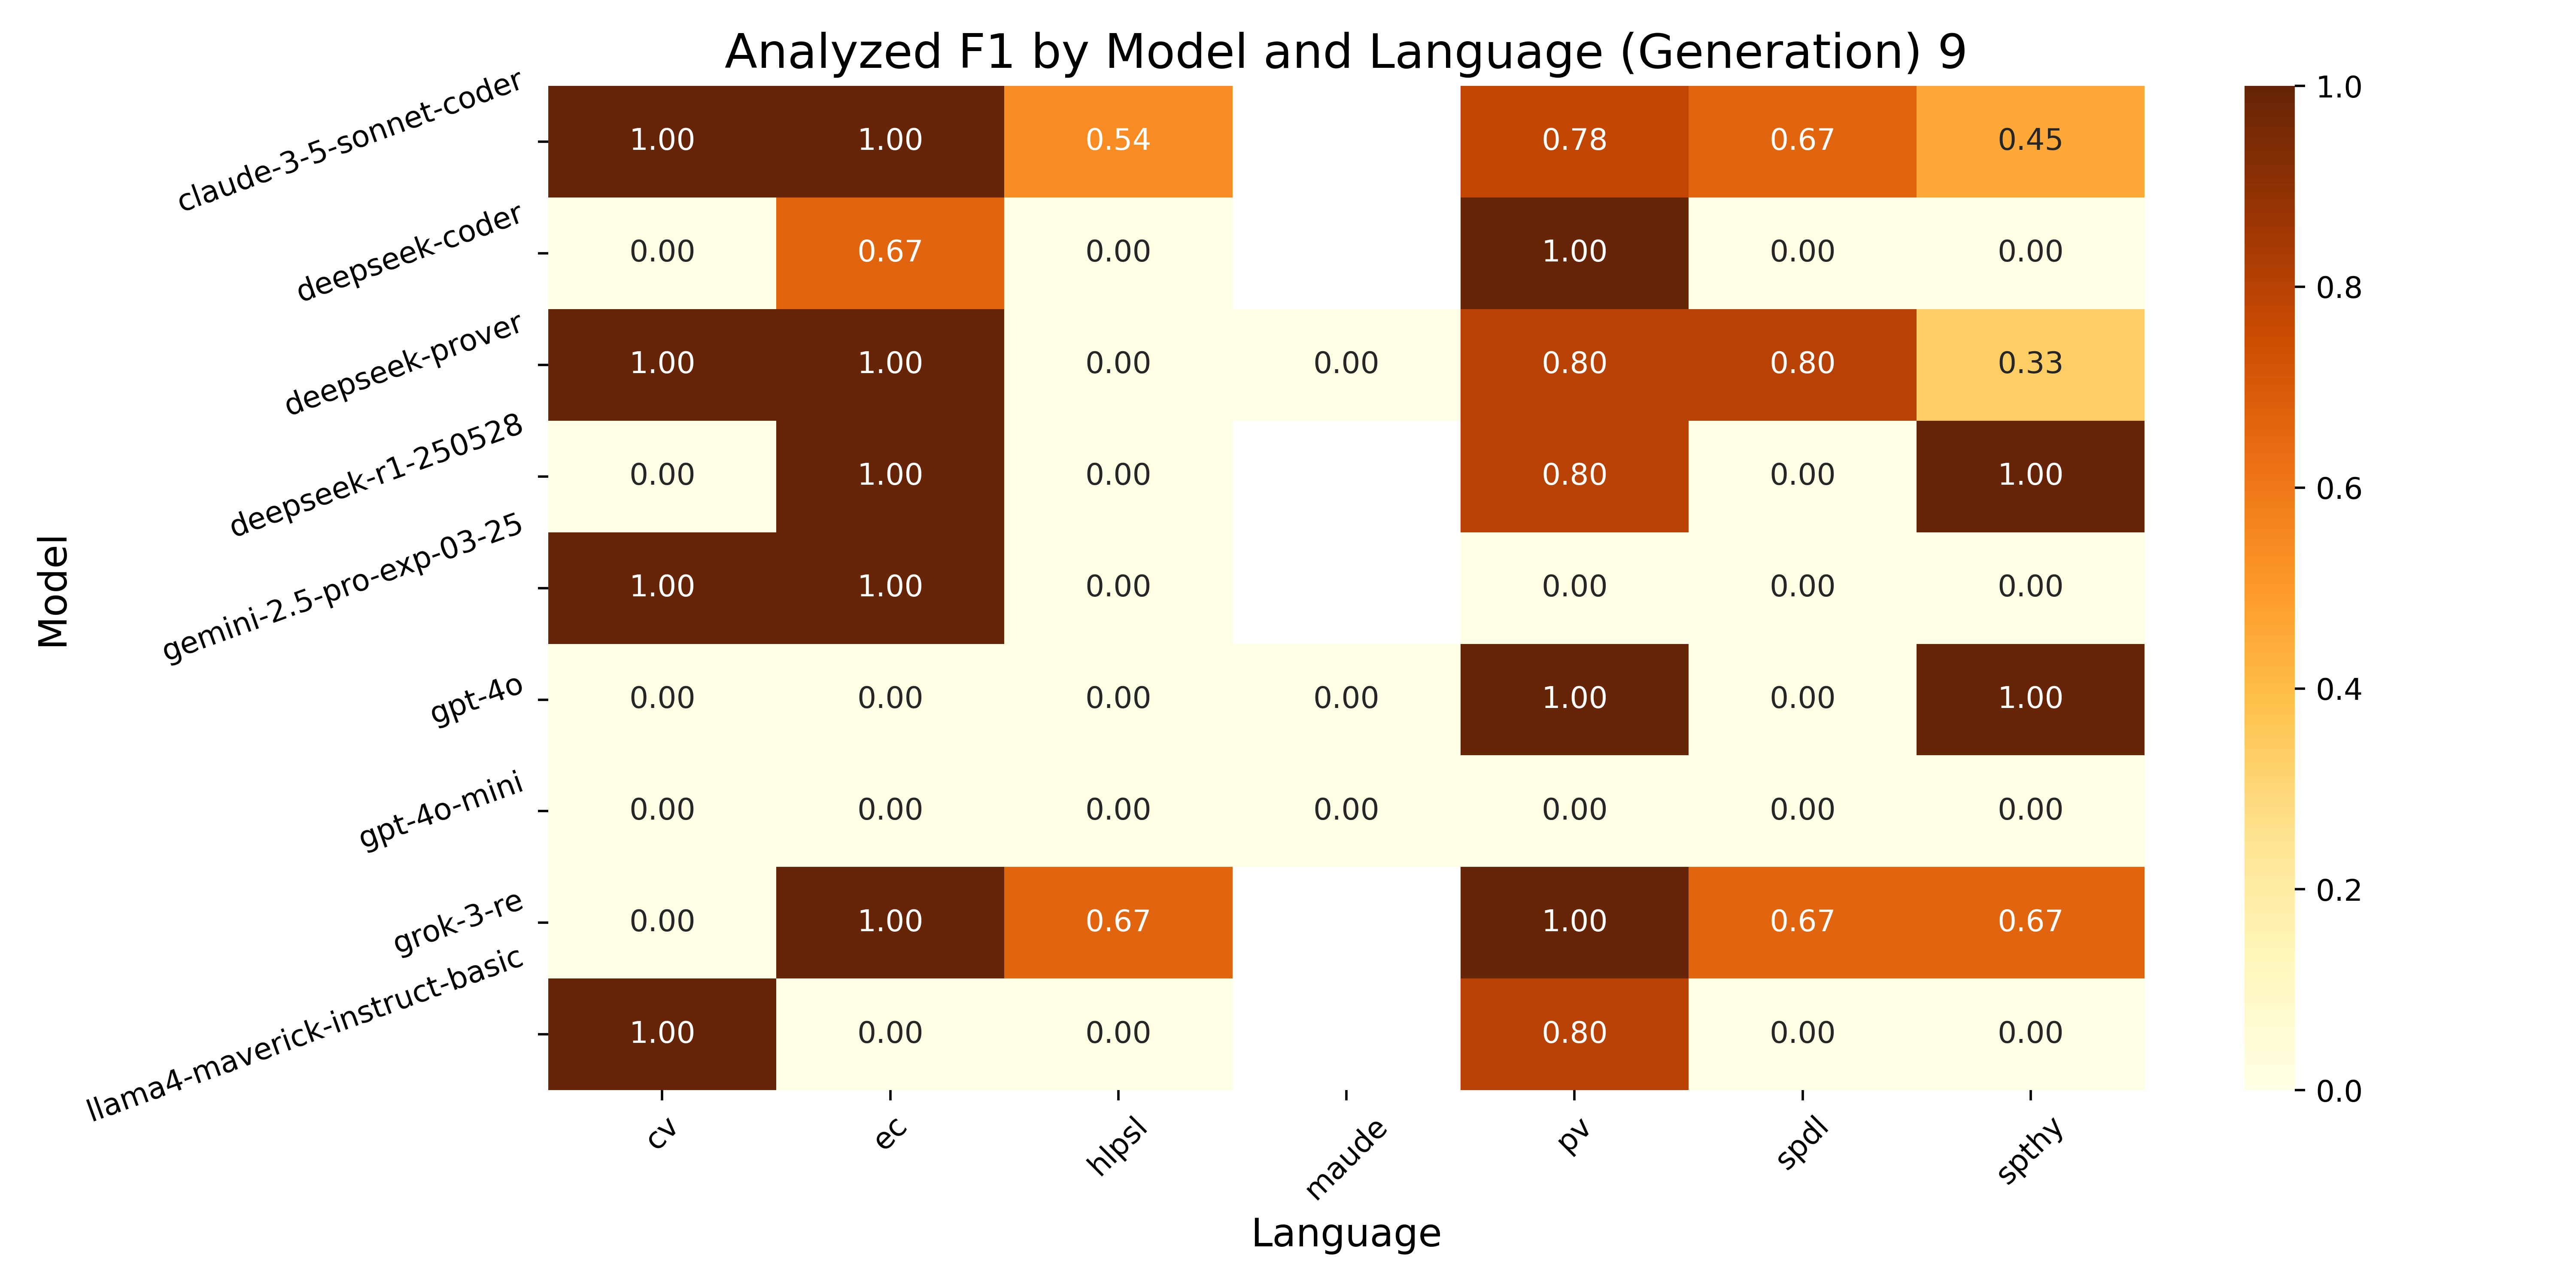 Analyzed F1 by Model and Language (Generation) 9
Model
claude-3-5-sonnet-coder 1.00 1.00 0.54 0.78 0.67 0.45
deepseek-coder 0.00 0.67 0.00 1.00 0.00 0.00
deepseek-prover 1.00 1.00 0.00 0.00 0.80 0.80 0.33
deepseek-r1-250528 0.00 1.00 0.00 0.80 0.00 1.00
gemini-2.5-pro-exp-03-25 1.00 1.00 0.00 0.00 0.00 0.00
gpt-4o 0.00 0.00 0.00 0.00 1.00 0.00 1.00
gpt-4o-mini 0.00 0.00 0.00 0.00 0.00 0.00 0.00
grok-3-re 0.00 1.00 0.67 1.00 0.67 0.67
llama4-maverick-instruct-basic 1.00 0.00 0.00 0.80 0.00 0.00
cv ec hlpsl maude pv spdl spthy
Language
1.0
0.8
0.6
0.4
0.2
0.0